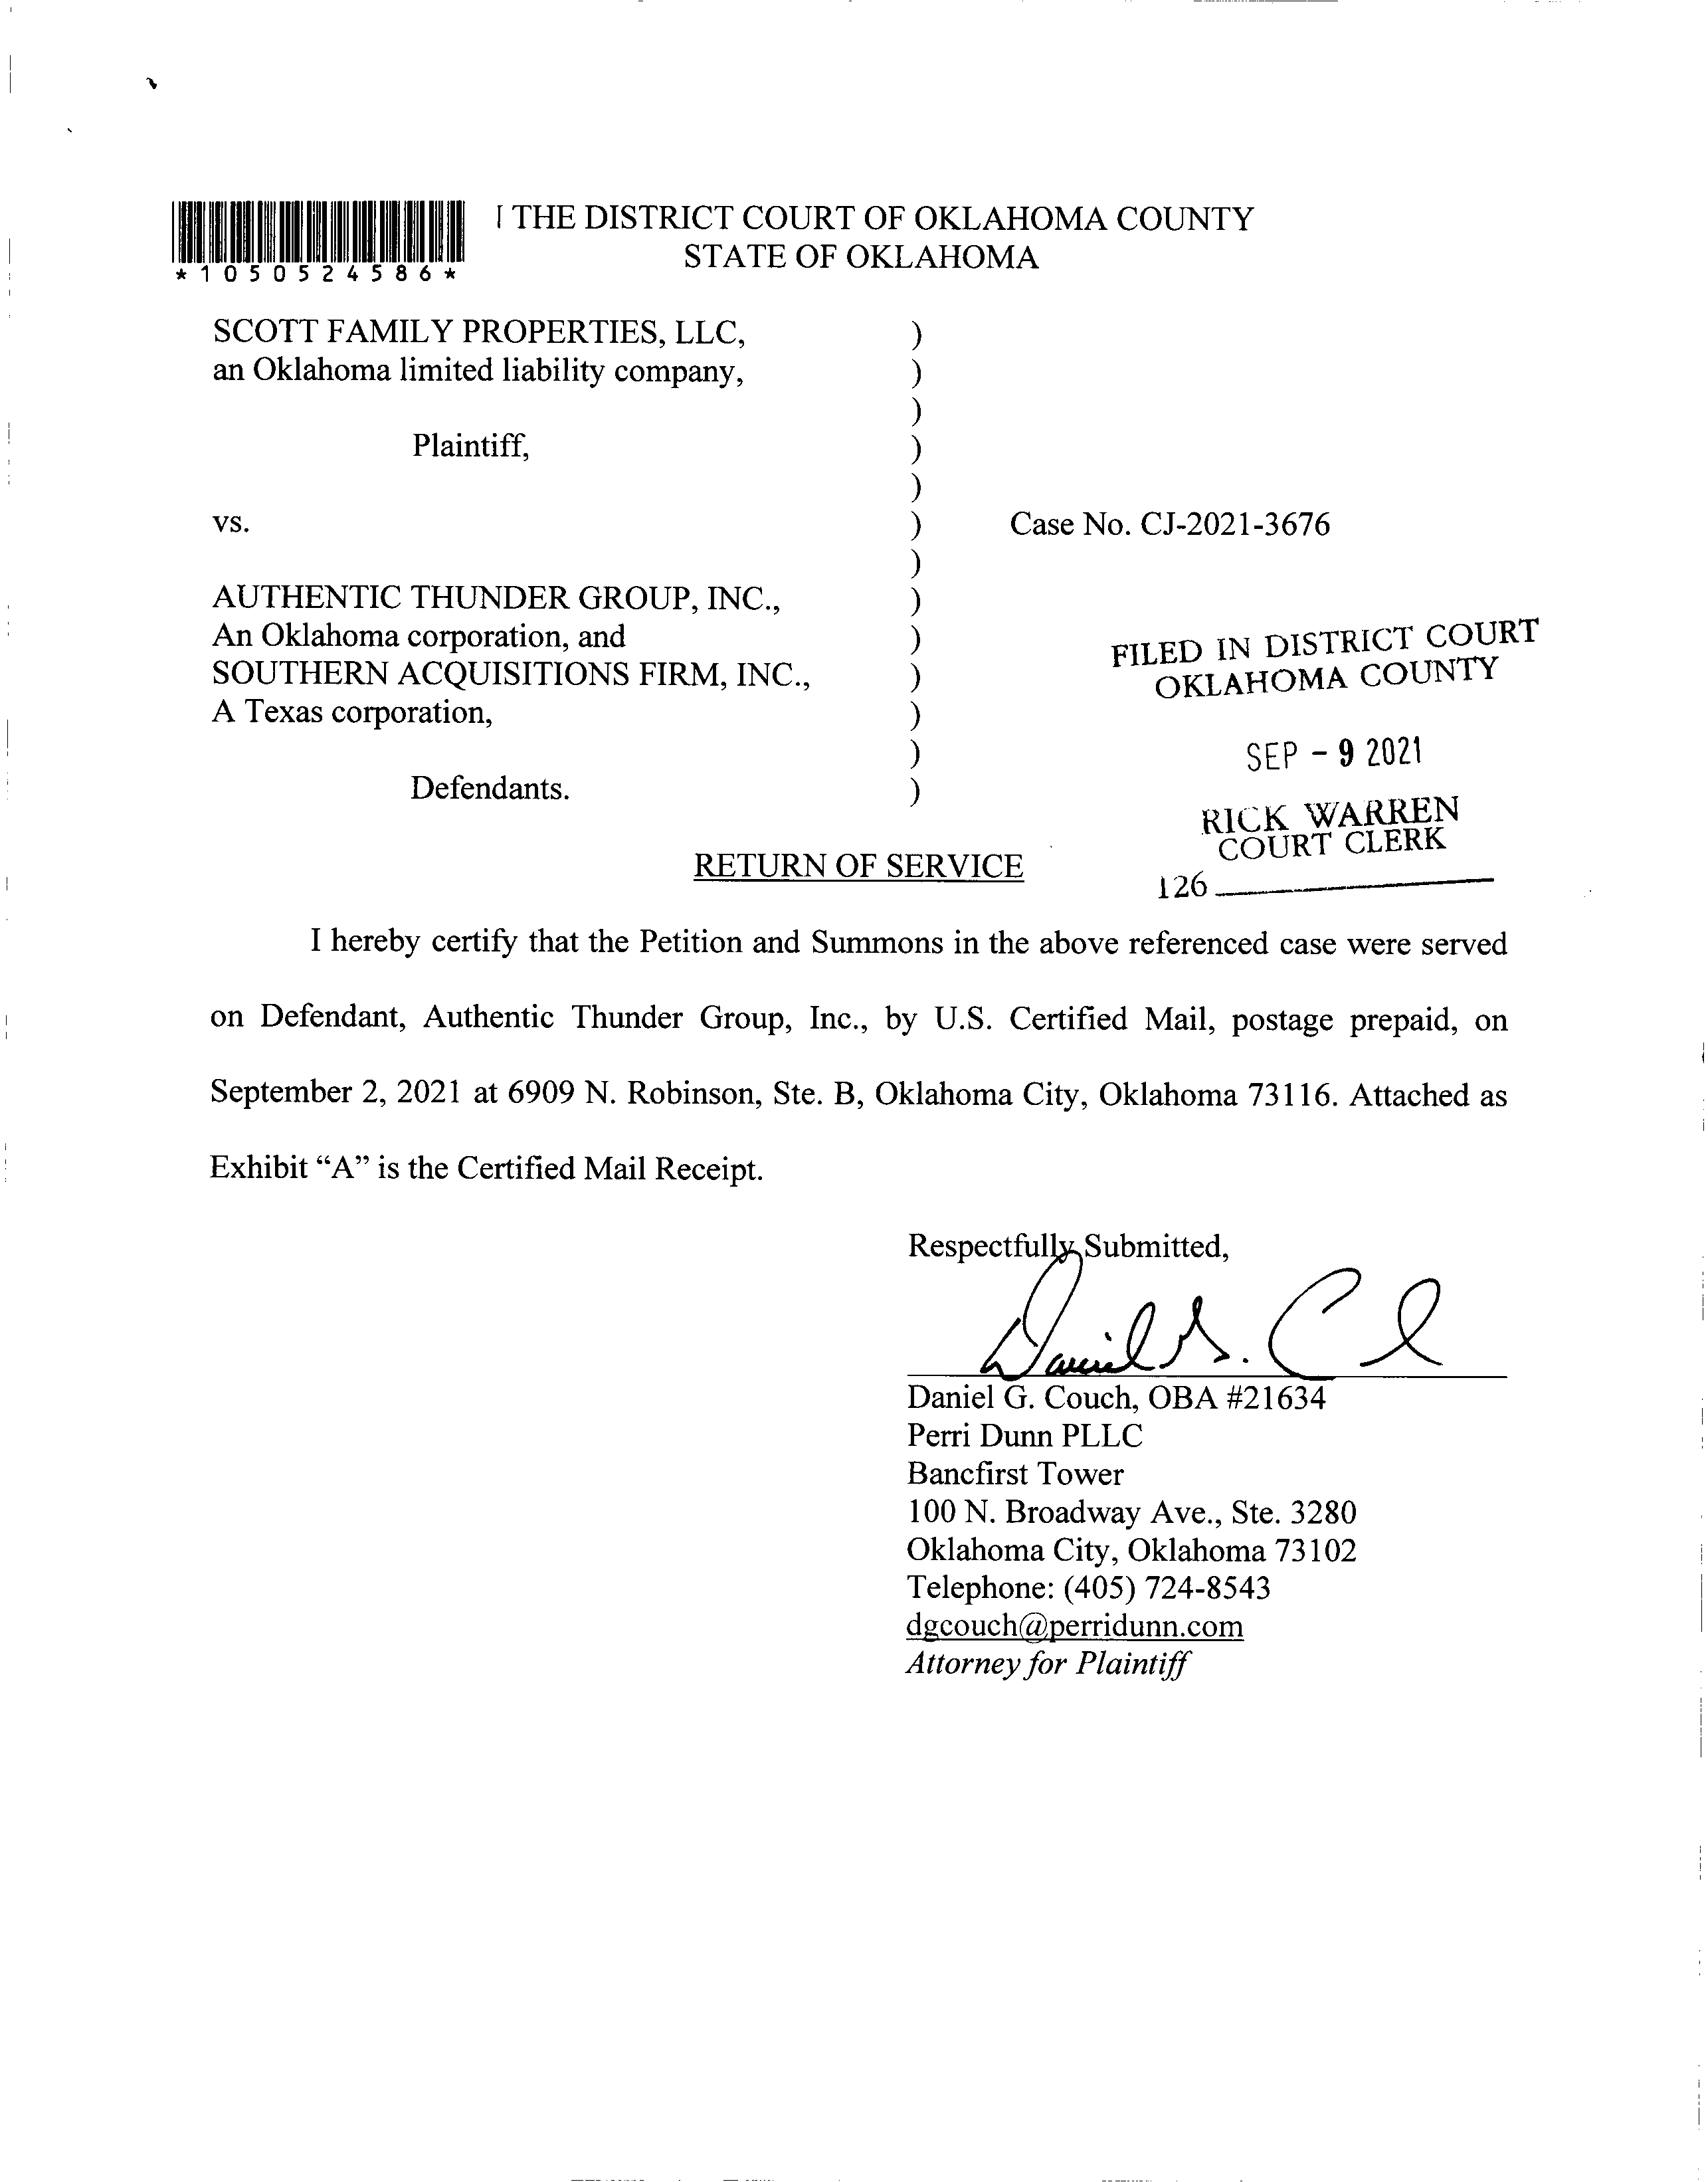 THE DISTRICT COURT OF OKLAHOMA COUNTY
STATE OF OKLAHOMA
*1050524586*
SCOTT FAMILY PROPERTIES, LLC, )
an Oklahoma limited liability company, )
)
Plaintiff, )
)
vs. ) Case No. CJ-2021-3676
)
AUTHENTIC THUNDER GROUP, INC., )
An Oklahoma corporation, and )
SOUTHERN ACQUISITIONS FIRM, INC., )
A Texas corporation, )
)
Defendants. )
FILED IN DISTRICT COURT
OKLAHOMA COUNTY
SEP - 9 2021
RICK WARREN
COURT CLERK
126
RETURN OF SERVICE
I hereby certify that the Petition and Summons in the above referenced case were served
on Defendant, Authentic Thunder Group, Inc., by U.S. Certified Mail, postage prepaid, on
September 2, 2021 at 6909 N. Robinson, Ste. B, Oklahoma City, Oklahoma 73116. Attached as
Exhibit “A” is the Certified Mail Receipt.
Respectfully Submitted,
Daniel G. Couch, OBA #21634
Perri Dunn PLLC
Bancfirst Tower
100 N. Broadway Ave., Ste. 3280
Oklahoma City, Oklahoma 73102
Telephone: (405) 724-8543
dgcouch@perridunn.com
Attorney for Plaintiff